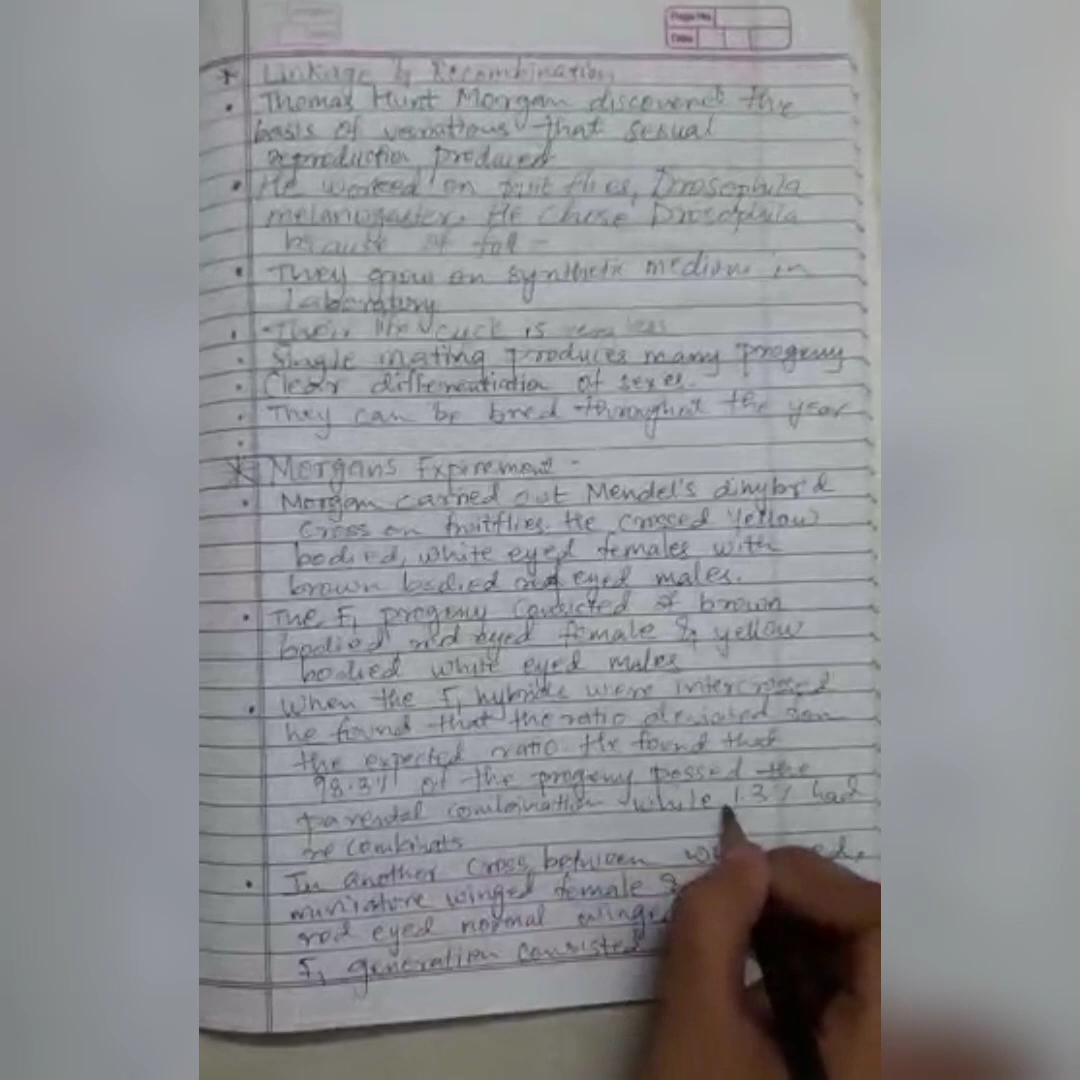 Page No
Date
* Linkage & Recombination
• Thomas Hunt Morgan discovered the
basis of variations that sexual
reproduction produced
• He worked on fruit flies, Drosophila
melanogaster. He chose Drosophila
because of foll -
• They grow on synthetic medium in
Laboratory
• Their life cycle is
• Single mating produces many progeny
• Clear differentiation of sexes.
• They can be bred throughout the year
•
* Morgans Expirement -
• Morgan carried out Mendel's dihybrid
cross on fruitflies. He crossed Yellow
bodied, white eyed females with
brown bodied red eyed males.
• The F1 progeny consisted of brown
bodied red eyed female & yellow
bodied white eyed males
• When the F1 hybrids were intercrossed
he found that the ratio deviated
the expected ratio. He found that
98.3% of the progeny possed the
parental combination while 1.3% had
recombinats
• In another cross between
miniature winged female &
red eyed normal winged
F1 generation consisted